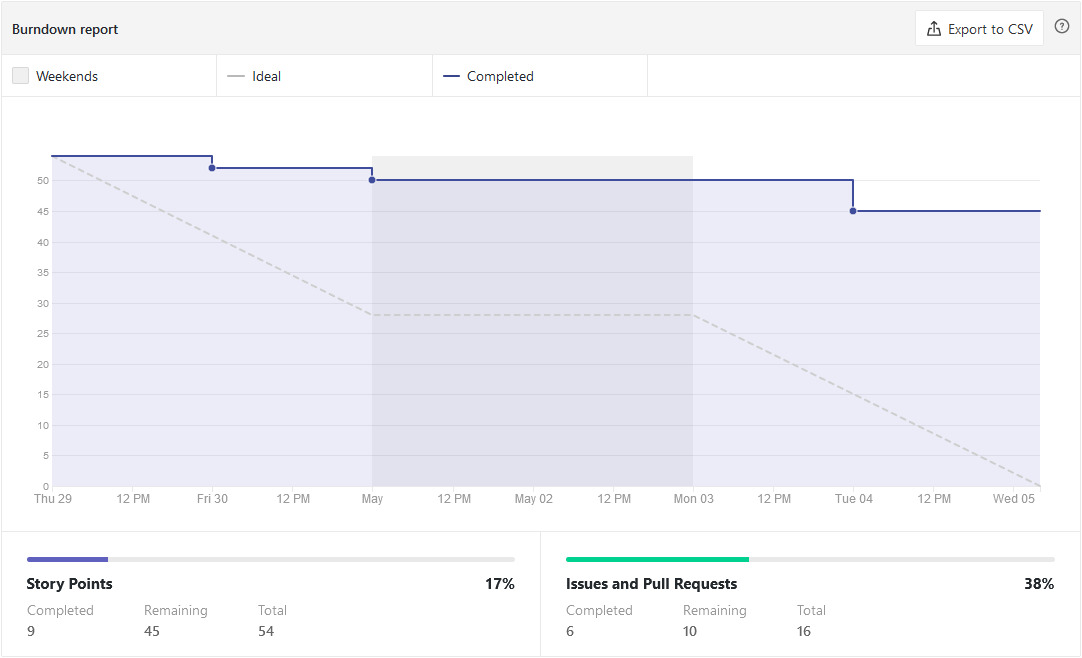 Burndown report
Export to CSV ?
Weekends Ideal Completed
50
45
40
35
30
25
20
15
10
5
0
Thu 29 12 PM Fri 30 12 PM May 12 PM May 02 12 PM Mon 03 12 PM Tue 04 12 PM Wed 05
Story Points 17%
Completed Remaining Total
9 45 54
Issues and Pull Requests 38%
Completed Remaining Total
6 10 16